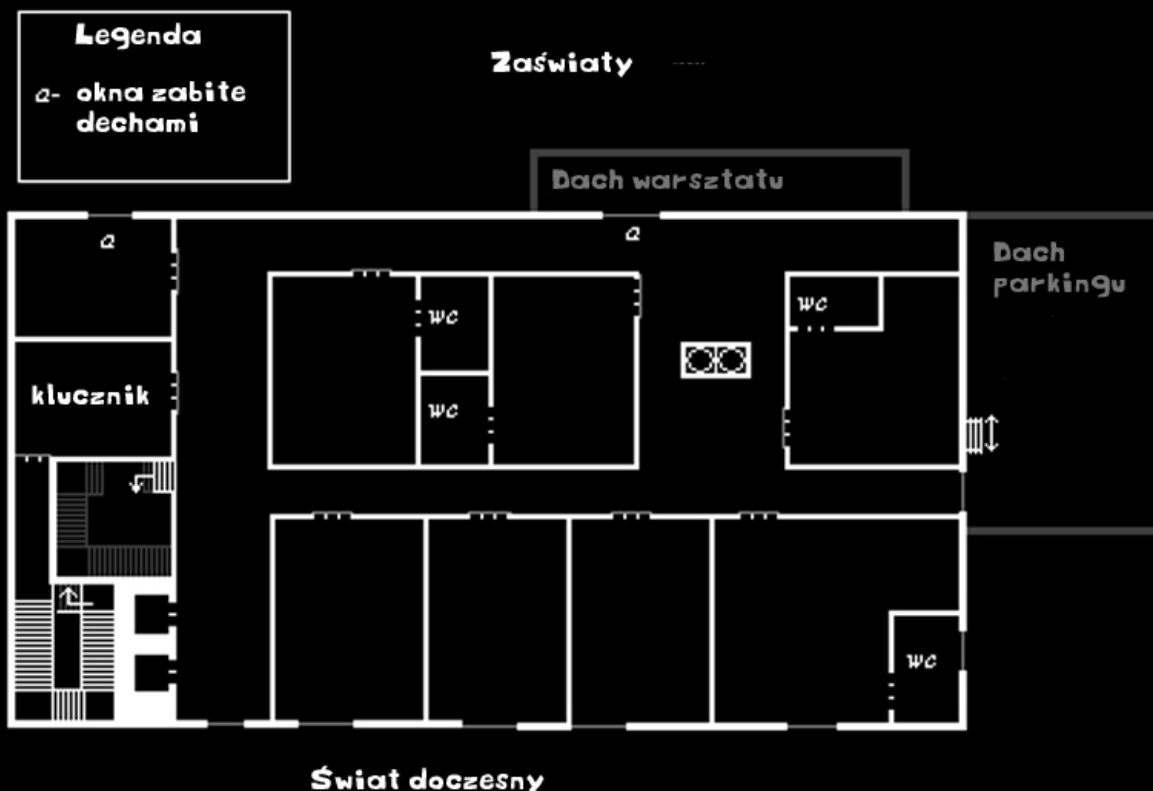 Legenda
a- okna zabite
dechami
Zaświaty
Dach warsztatu
a
a
Dach
parkingu
wc
wc
klucznik
wc
wc
Świat doczesny